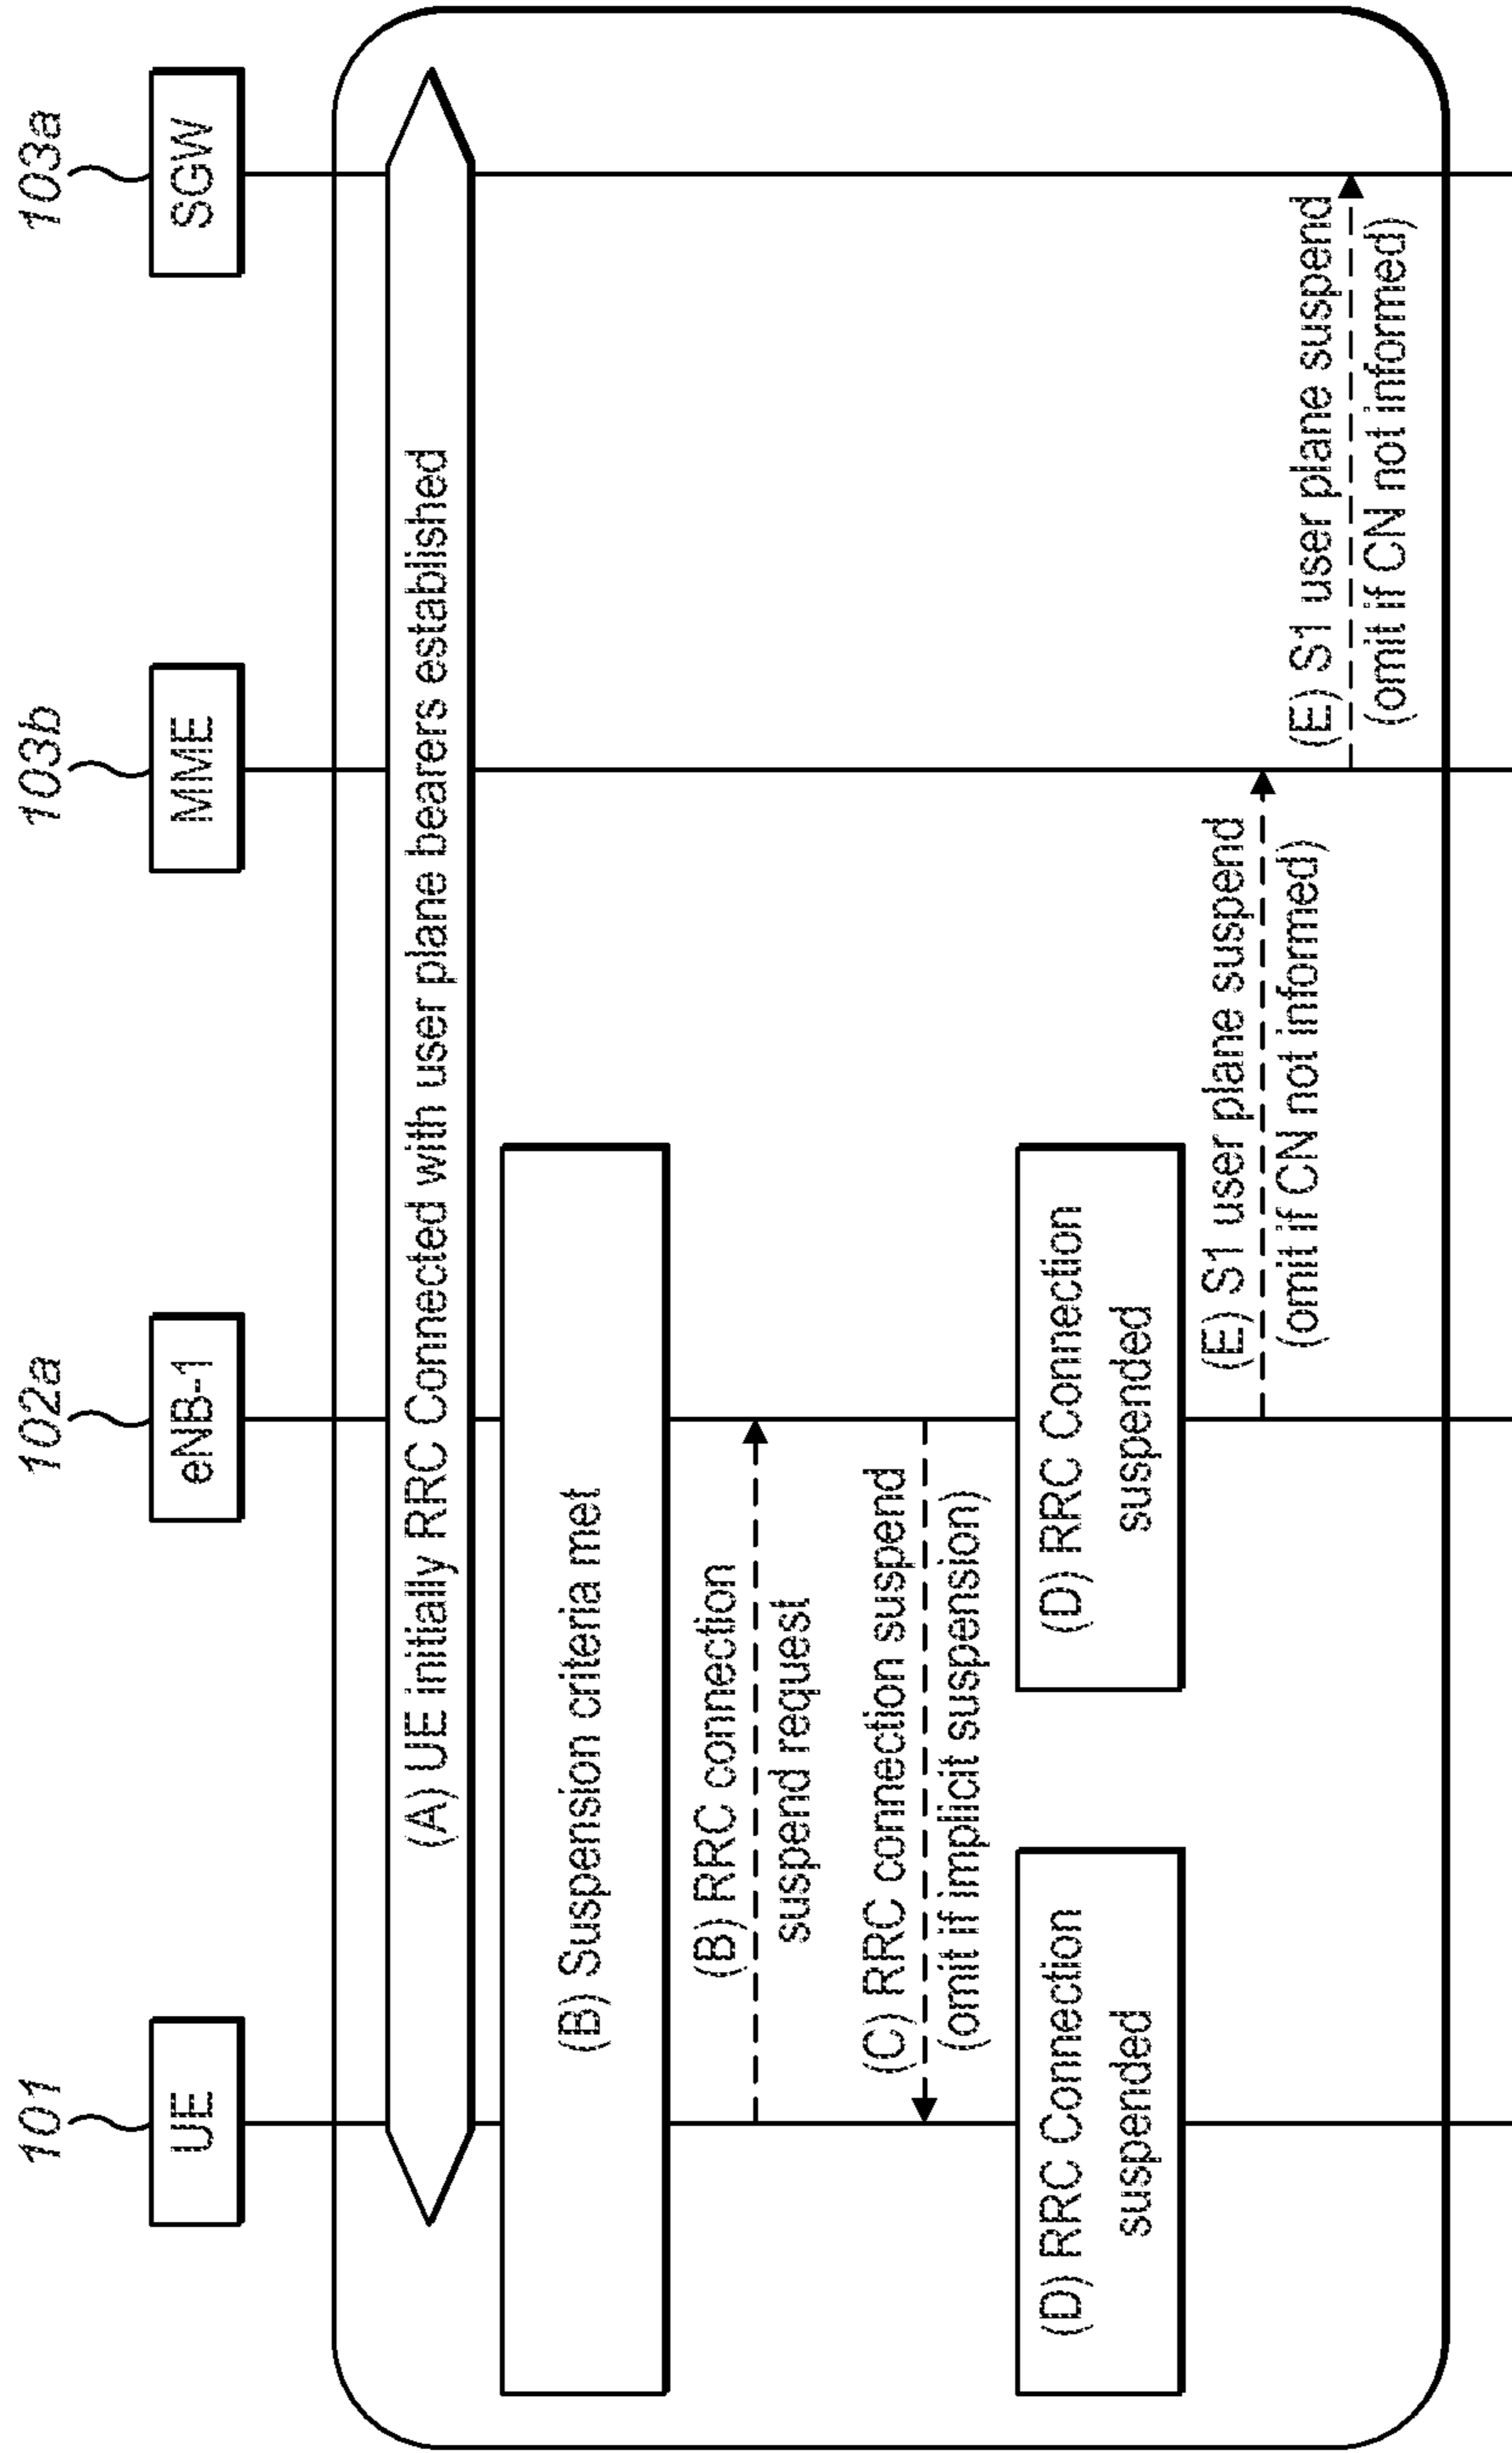 101
102a
103b
103a
UE
eNB-1
MME
SGW
(A) UE initially RRC Connected with user plane bearers established
(B) Suspension criteria met
(B) RRC connection
suspend request
(C) RRC connection suspend
(omit if implicit suspension)
(D) RRC Connection
suspended
(D) RRC Connection
suspended
(E) S1 user plane suspend
(omit if CN not informed)
(E) S1 user plane suspend
(omit if CN not informed)